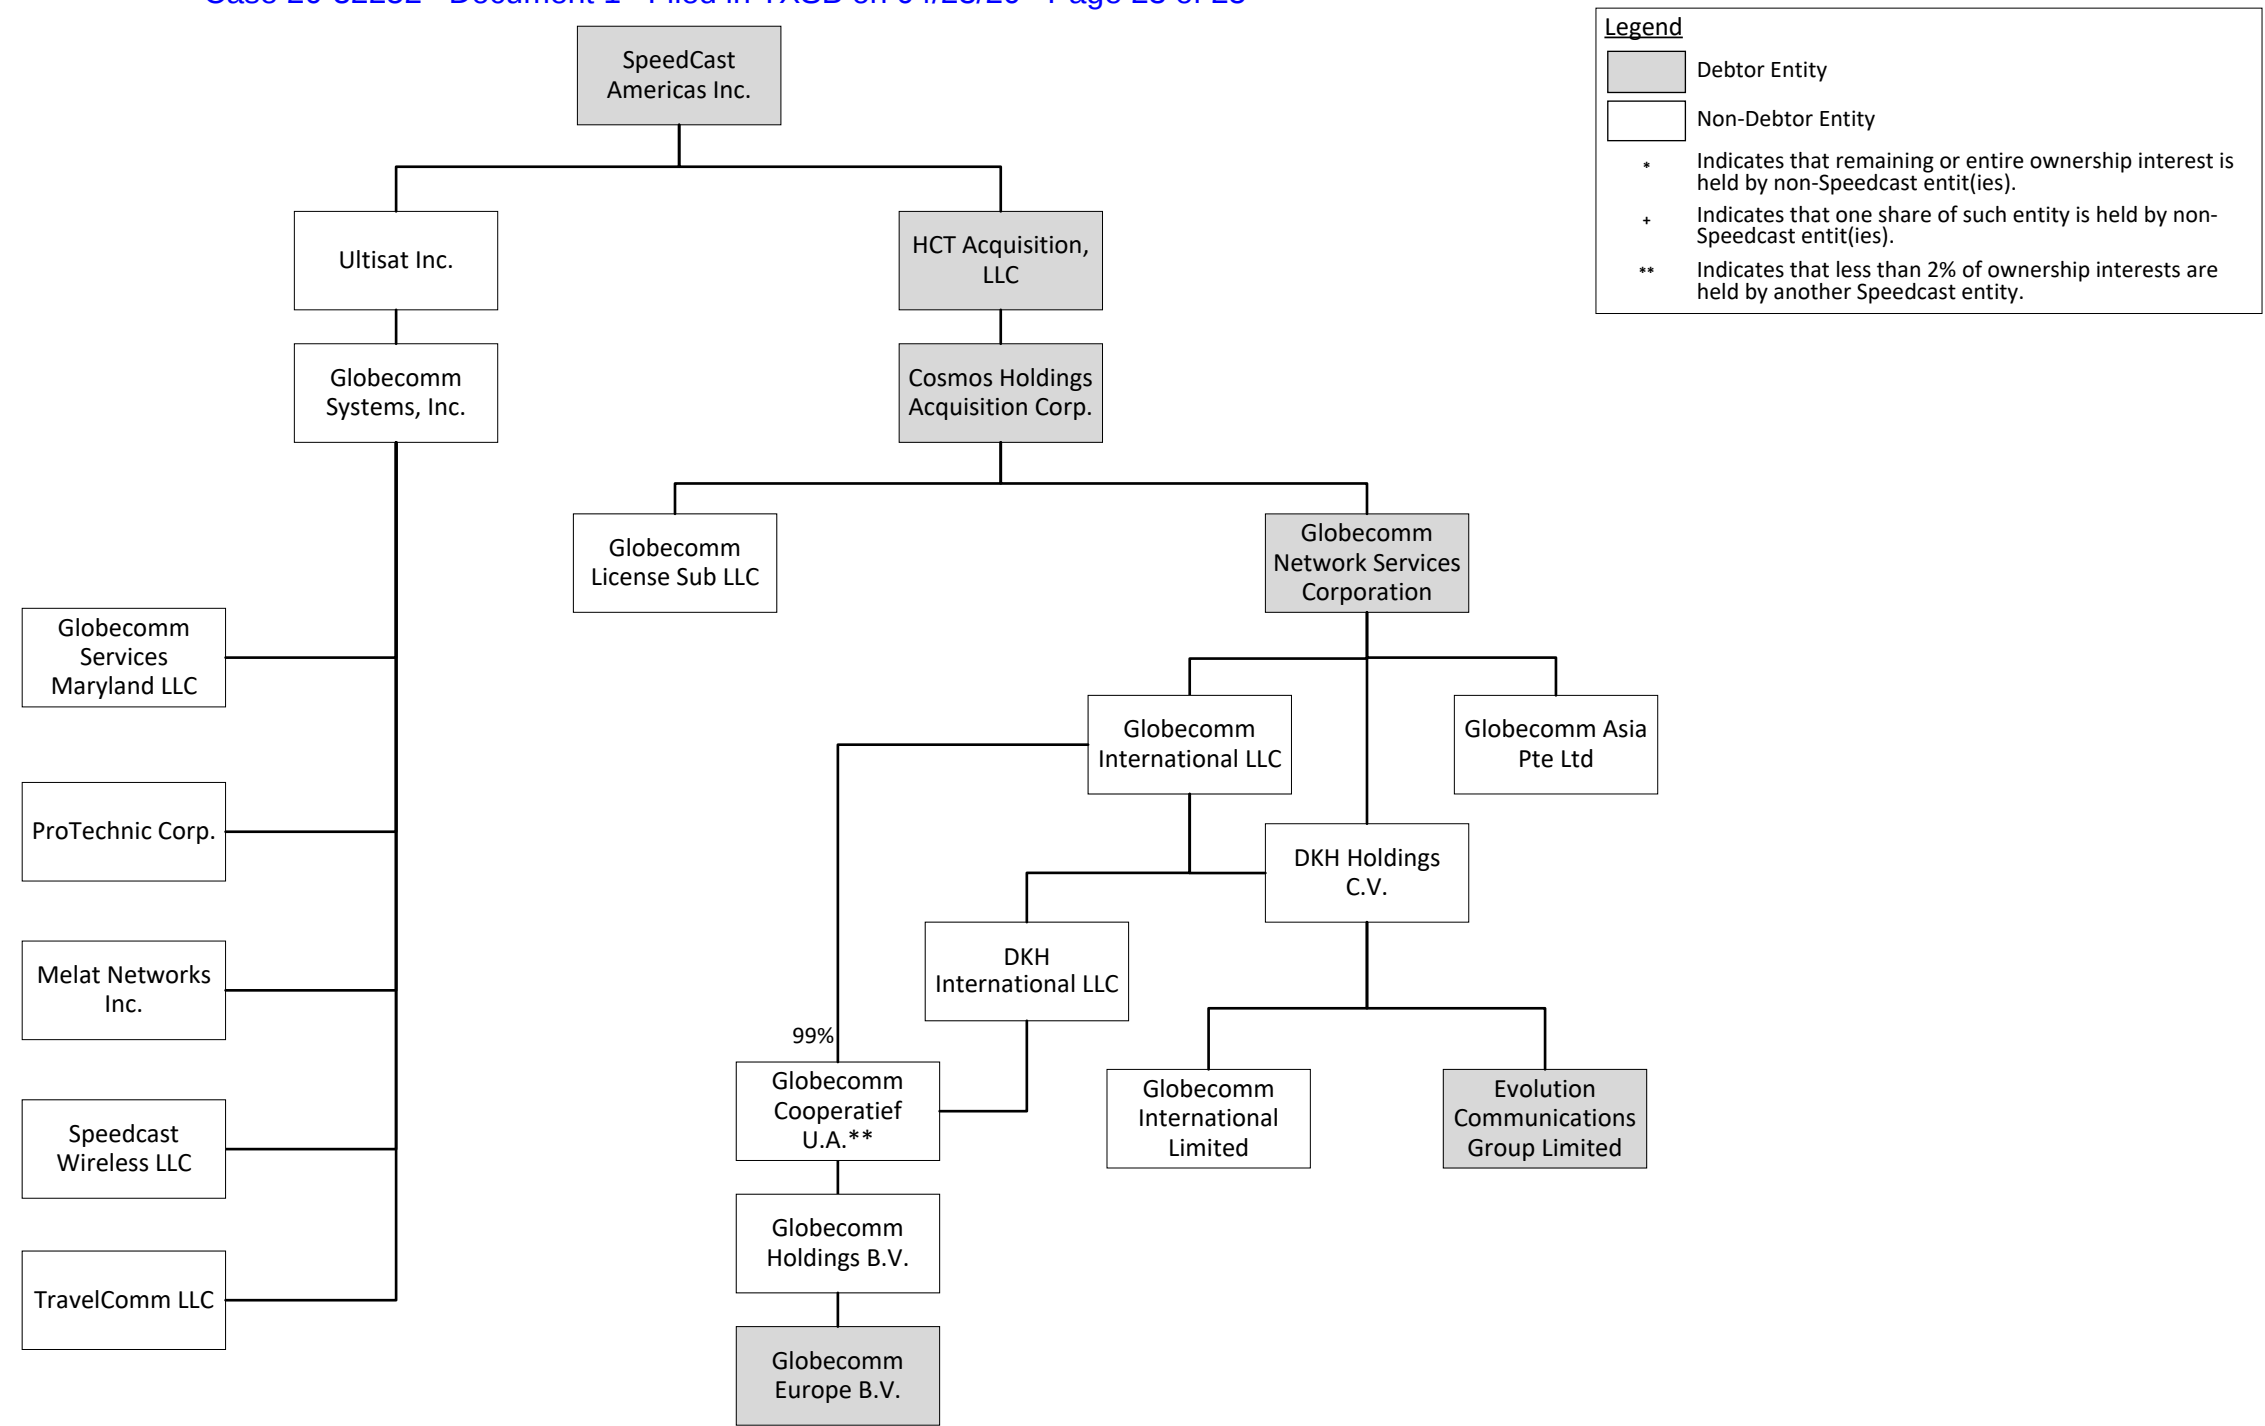 SpeedCast
Americas Inc.
Legend
Debtor Entity
Non-Debtor Entity
* Indicates that remaining or entire ownership interest is
held by non-Speedcast entit(ies).
+ Indicates that one share of such entity is held by non-
Speedcast entit(ies).
** Indicates that less than 2% of ownership interests are
held by another Speedcast entity.
Ultisat Inc.
HCT Acquisition,
LLC
Globecomm
Systems, Inc.
Cosmos Holdings
Acquisition Corp.
Globecomm
License Sub LLC
Globecomm
Network Services
Corporation
Globecomm
Services
Maryland LLC
Globecomm
International LLC
Globecomm Asia
Pte Ltd
ProTechnic Corp.
DKH Holdings
C.V.
Melat Networks
Inc.
DKH
International LLC
99%
Globecomm
Cooperatief
U.A.**
Globecomm
International
Limited
Evolution
Communications
Group Limited
Speedcast
Wireless LLC
Globecomm
Holdings B.V.
TravelComm LLC
Globecomm
Europe B.V.